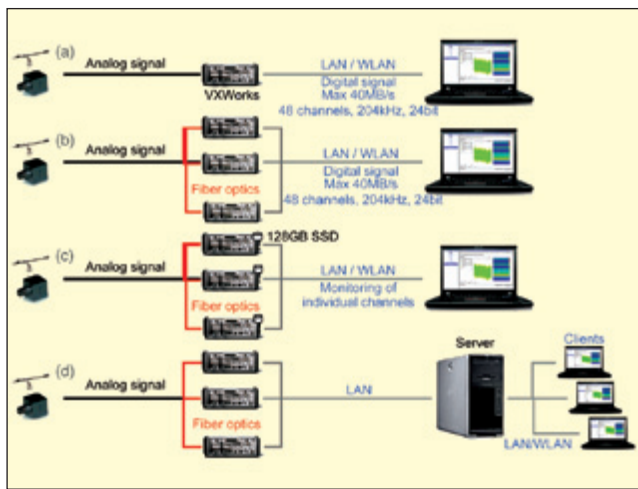 (a)
Analog signal
VXWorks
LAN / WLAN
Digital signal
Max 40MB/s
48 channels, 204kHz, 24bit
(b)
Analog signal
Fiber optics
LAN / WLAN
Digital signal
Max 40MB/s
48 channels, 204kHz, 24bit
(c)
Analog signal
128GB SSD
Fiber optics
LAN / WLAN
Monitoring of
individual channels
(d)
Analog signal
Fiber optics
LAN
Server
Clients
LAN/WLAN